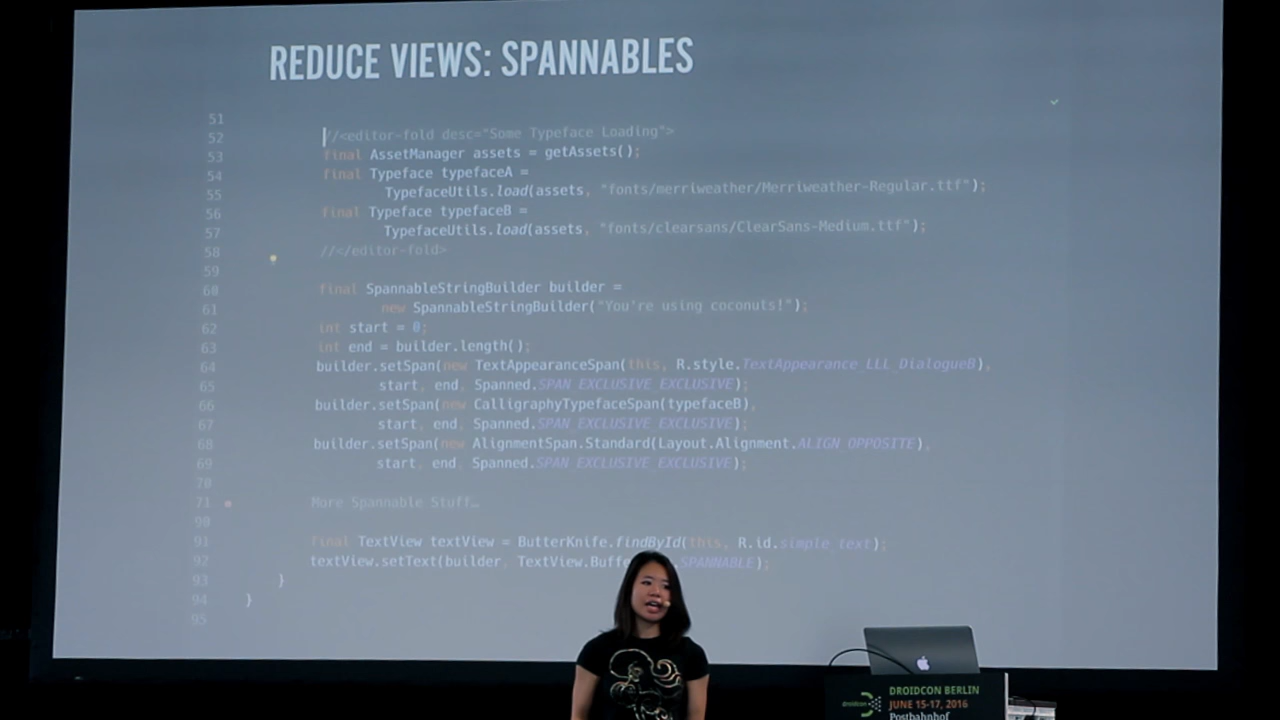 REDUCE VIEWS: SPANNABLES
51
52 //<editor-fold desc="Some Typeface Loading">
53 final AssetManager assets = getAssets();
54 final Typeface typefaceA =
55 TypefaceUtils.load(assets, "fonts/merriweather/Merriweather-Regular.ttf");
56 final Typeface typefaceB =
57 TypefaceUtils.load(assets, "fonts/clearsans/ClearSans-Medium.ttf");
58 //</editor-fold>
59
60 final SpannableStringBuilder builder =
61 new SpannableStringBuilder("You're using coconuts!");
62 int start = 0;
63 int end = builder.length();
64 builder.setSpan(new TextAppearanceSpan(this, R.style.TextAppearance_LLL_DialogueB),
65 start, end, Spanned.SPAN_EXCLUSIVE_EXCLUSIVE);
66 builder.setSpan(new CalligraphyTypefaceSpan(typefaceB),
67 start, end, Spanned.SPAN_EXCLUSIVE_EXCLUSIVE);
68 builder.setSpan(new AlignmentSpan.Standard(Layout.Alignment.ALIGN_OPPOSITE),
69 start, end, Spanned.SPAN_EXCLUSIVE_EXCLUSIVE);
70
71 More Spannable Stuff…
90
91 final TextView textView = ButterKnife.findById(this, R.id.simple_text);
92 textView.setText(builder, TextView.Buffe SPANNABLE);
93 }
94 }
95
droidcon
DROIDCON BERLIN
JUNE 15-17, 2016
Postbahnhof